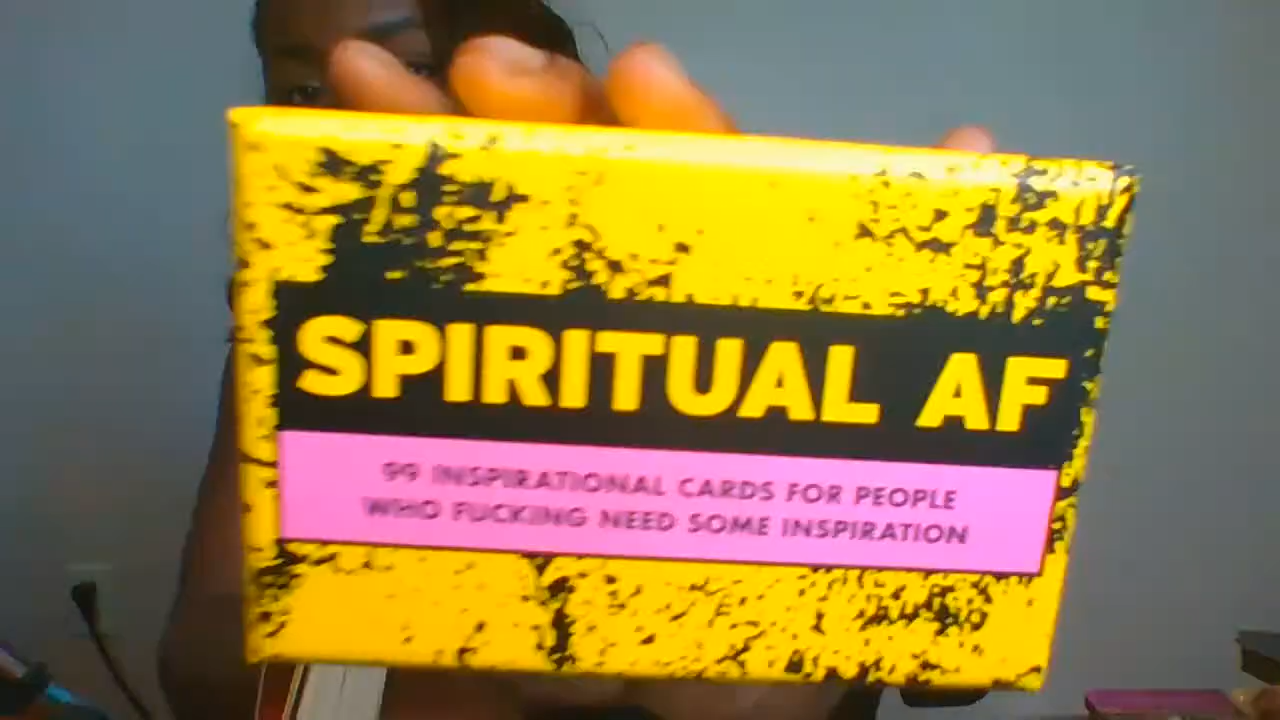 SPIRITUAL AF
99 INSPIRATIONAL CARDS FOR PEOPLE
WHO FUCKING NEED SOME INSPIRATION